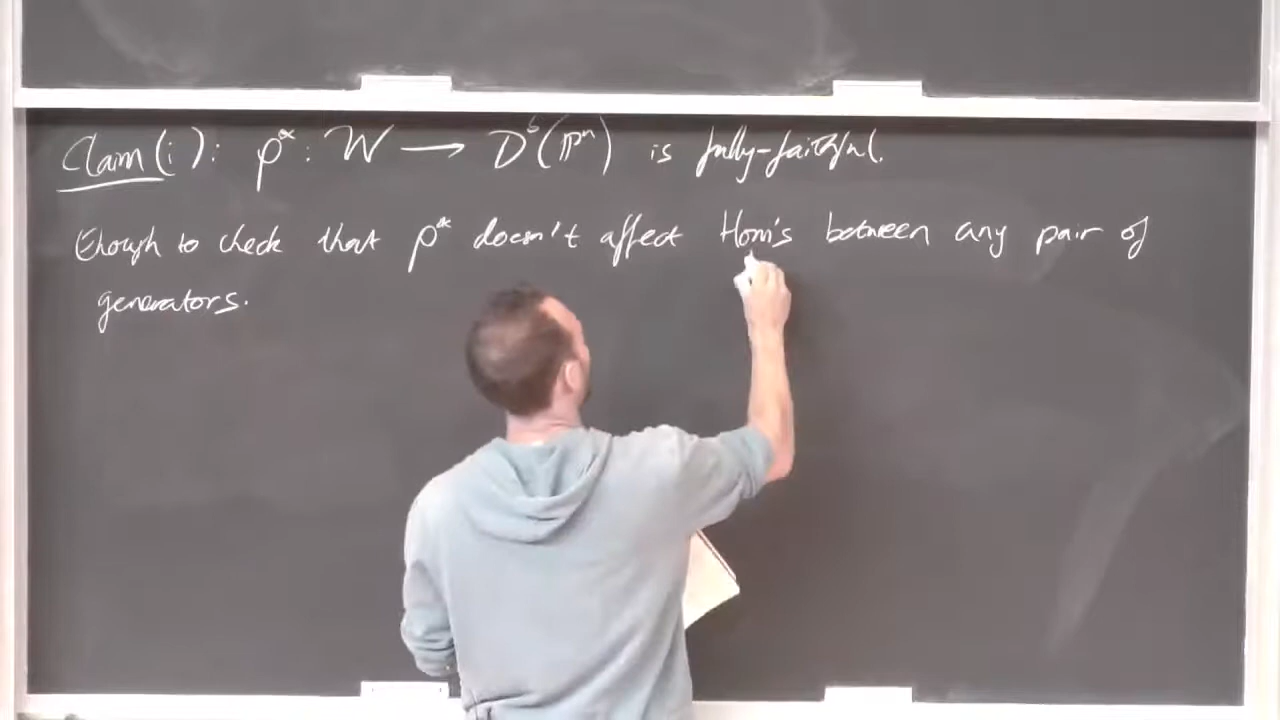 Claim (i): ρ* : W → D^b(P^n) is fully-faithful.
Enough to check that ρ* doesn't affect Hom's between any pair of
generators.